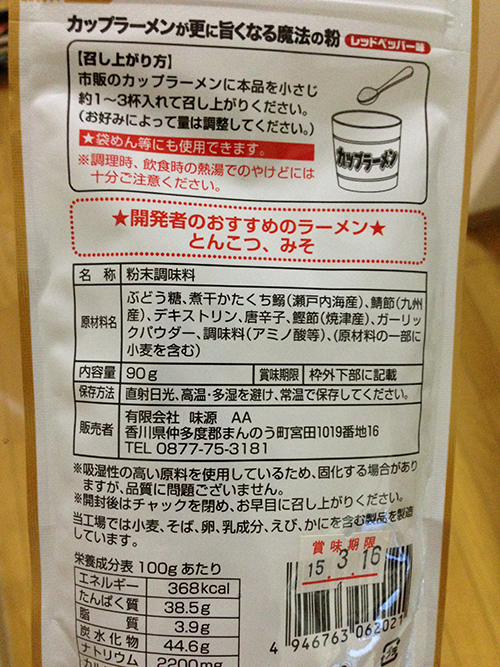 カップラーメンが更に旨くなる魔法の粉 レッドペッパー味
【召し上がり方】
市販のカップラーメンに本品を小さじ
約1～3杯入れて召し上がりください。
(お好みによって量は調整してください。)
★袋めん等にも使用できます。
※調理時、飲食時の熱湯でのやけどには
十分ご注意ください。
カップラーメン
★開発者のおすすめのラーメン★
とんこつ、みそ
名 称 粉末調味料
原材料名 ぶどう糖、煮干かたくち鰯(瀬戸内海産)、鯖節(九州
産)、デキストリン、唐辛子、鰹節(焼津産)、ガーリッ
クパウダー、調味料(アミノ酸等)、(原材料の一部に
小麦を含む)
内容量 90g 賞味期限 枠外下部に記載
保存方法 直射日光、高温・多湿を避け、常温で保存してください。
販売者 有限会社 味源 AA
香川県仲多度郡まんのう町宮田1019番地16
TEL 0877-75-3181
※吸湿性の高い原料を使用しているため、固化する場合があり
ますが、品質に問題ございません。
※開封後はチャックを閉め、お早目に召し上がりください。
当工場では小麦、そば、卵、乳成分、えび、かにを含む製品を製造
しています。
栄養成分表 100gあたり
エネルギー 368kcal
たんぱく質 38.5g
脂 質 3.9g
炭水化物 44.6g
ナトリウム 2200mg
賞味期限
15.3.16
4 946763 062021